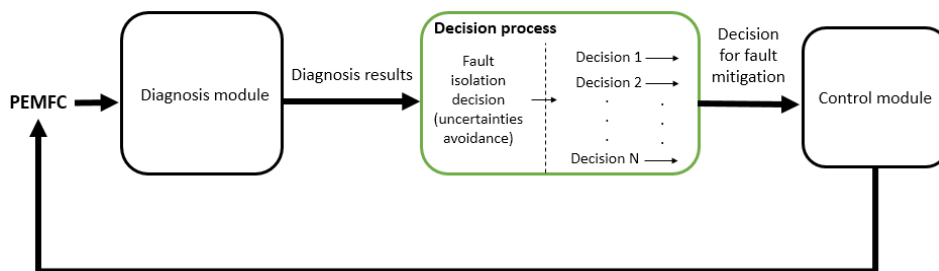 PEMFC
Diagnosis module
Diagnosis results
Decision process
Fault
isolation
decision
(uncertainties
avoidance)
Decision 1
Decision 2
Decision N
Decision
for fault
mitigation
Control module